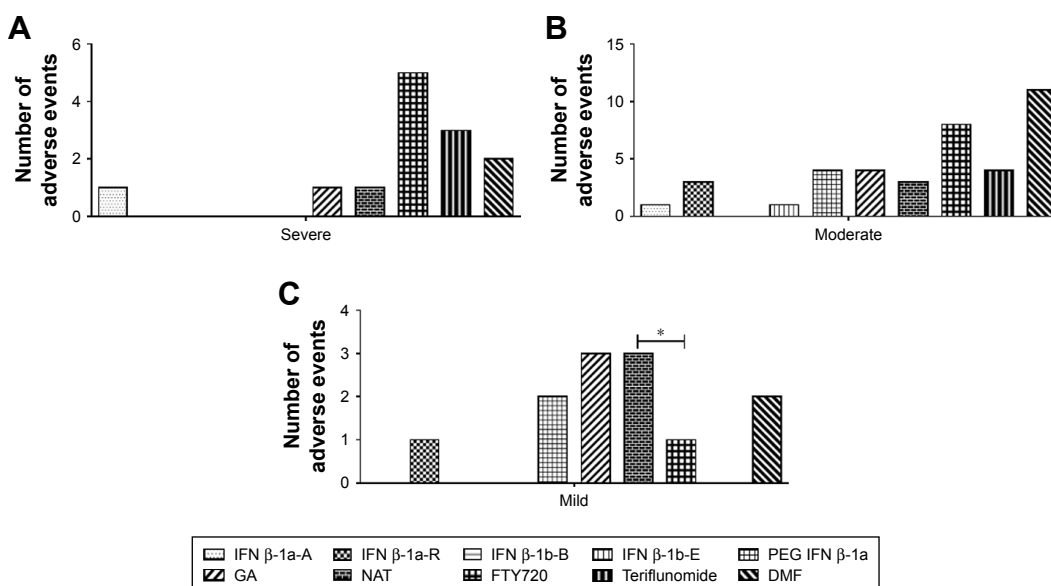 A
Number of
adverse events
6
4
2
0
Severe
B
Number of
adverse events
15
10
5
0
Moderate
C
Number of
adverse events
4
3
2
1
0
*
Mild
IFN β-1a-A IFN β-1a-R IFN β-1b-B IFN β-1b-E PEG IFN β-1a
GA NAT FTY720 Teriflunomide DMF